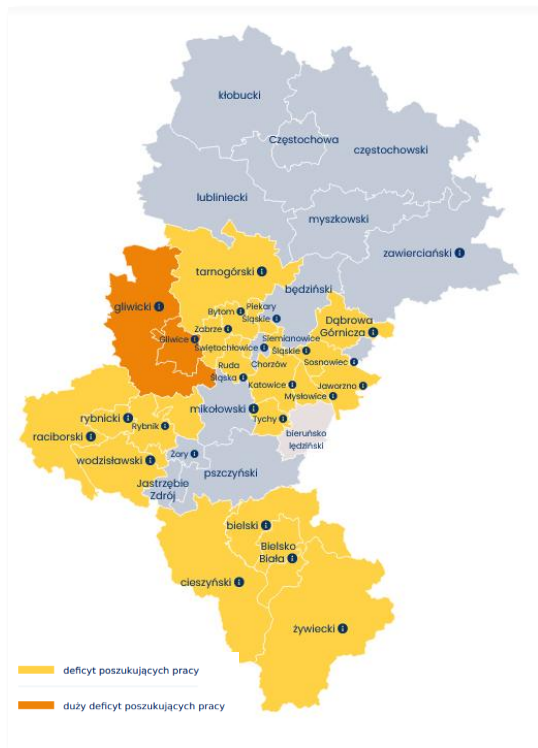 kłobucki
Częstochowa
częstochowski
lubliniecki
myszkowski
zawierciański
tarnogórski
będziński
gliwicki
Bytom
Piekary
Śląskie
Dąbrowa
Górnicza
Zabrze
Gliwice
Świętochłowice
Siemianowice
Śląskie
Sosnowiec
Ruda
Śląska
Chorzów
Katowice
Jaworzno
Mysłowice
mikołowski
Tychy
rybnicki
Rybnik
raciborski
bieruńsko
lędziński
wodzisławski
Żory
pszczyński
Jastrzębie
Zdrój
bielski
Bielsko
Biała
cieszyński
żywiecki
deficyt poszukujących pracy
duży deficyt poszukujących pracy